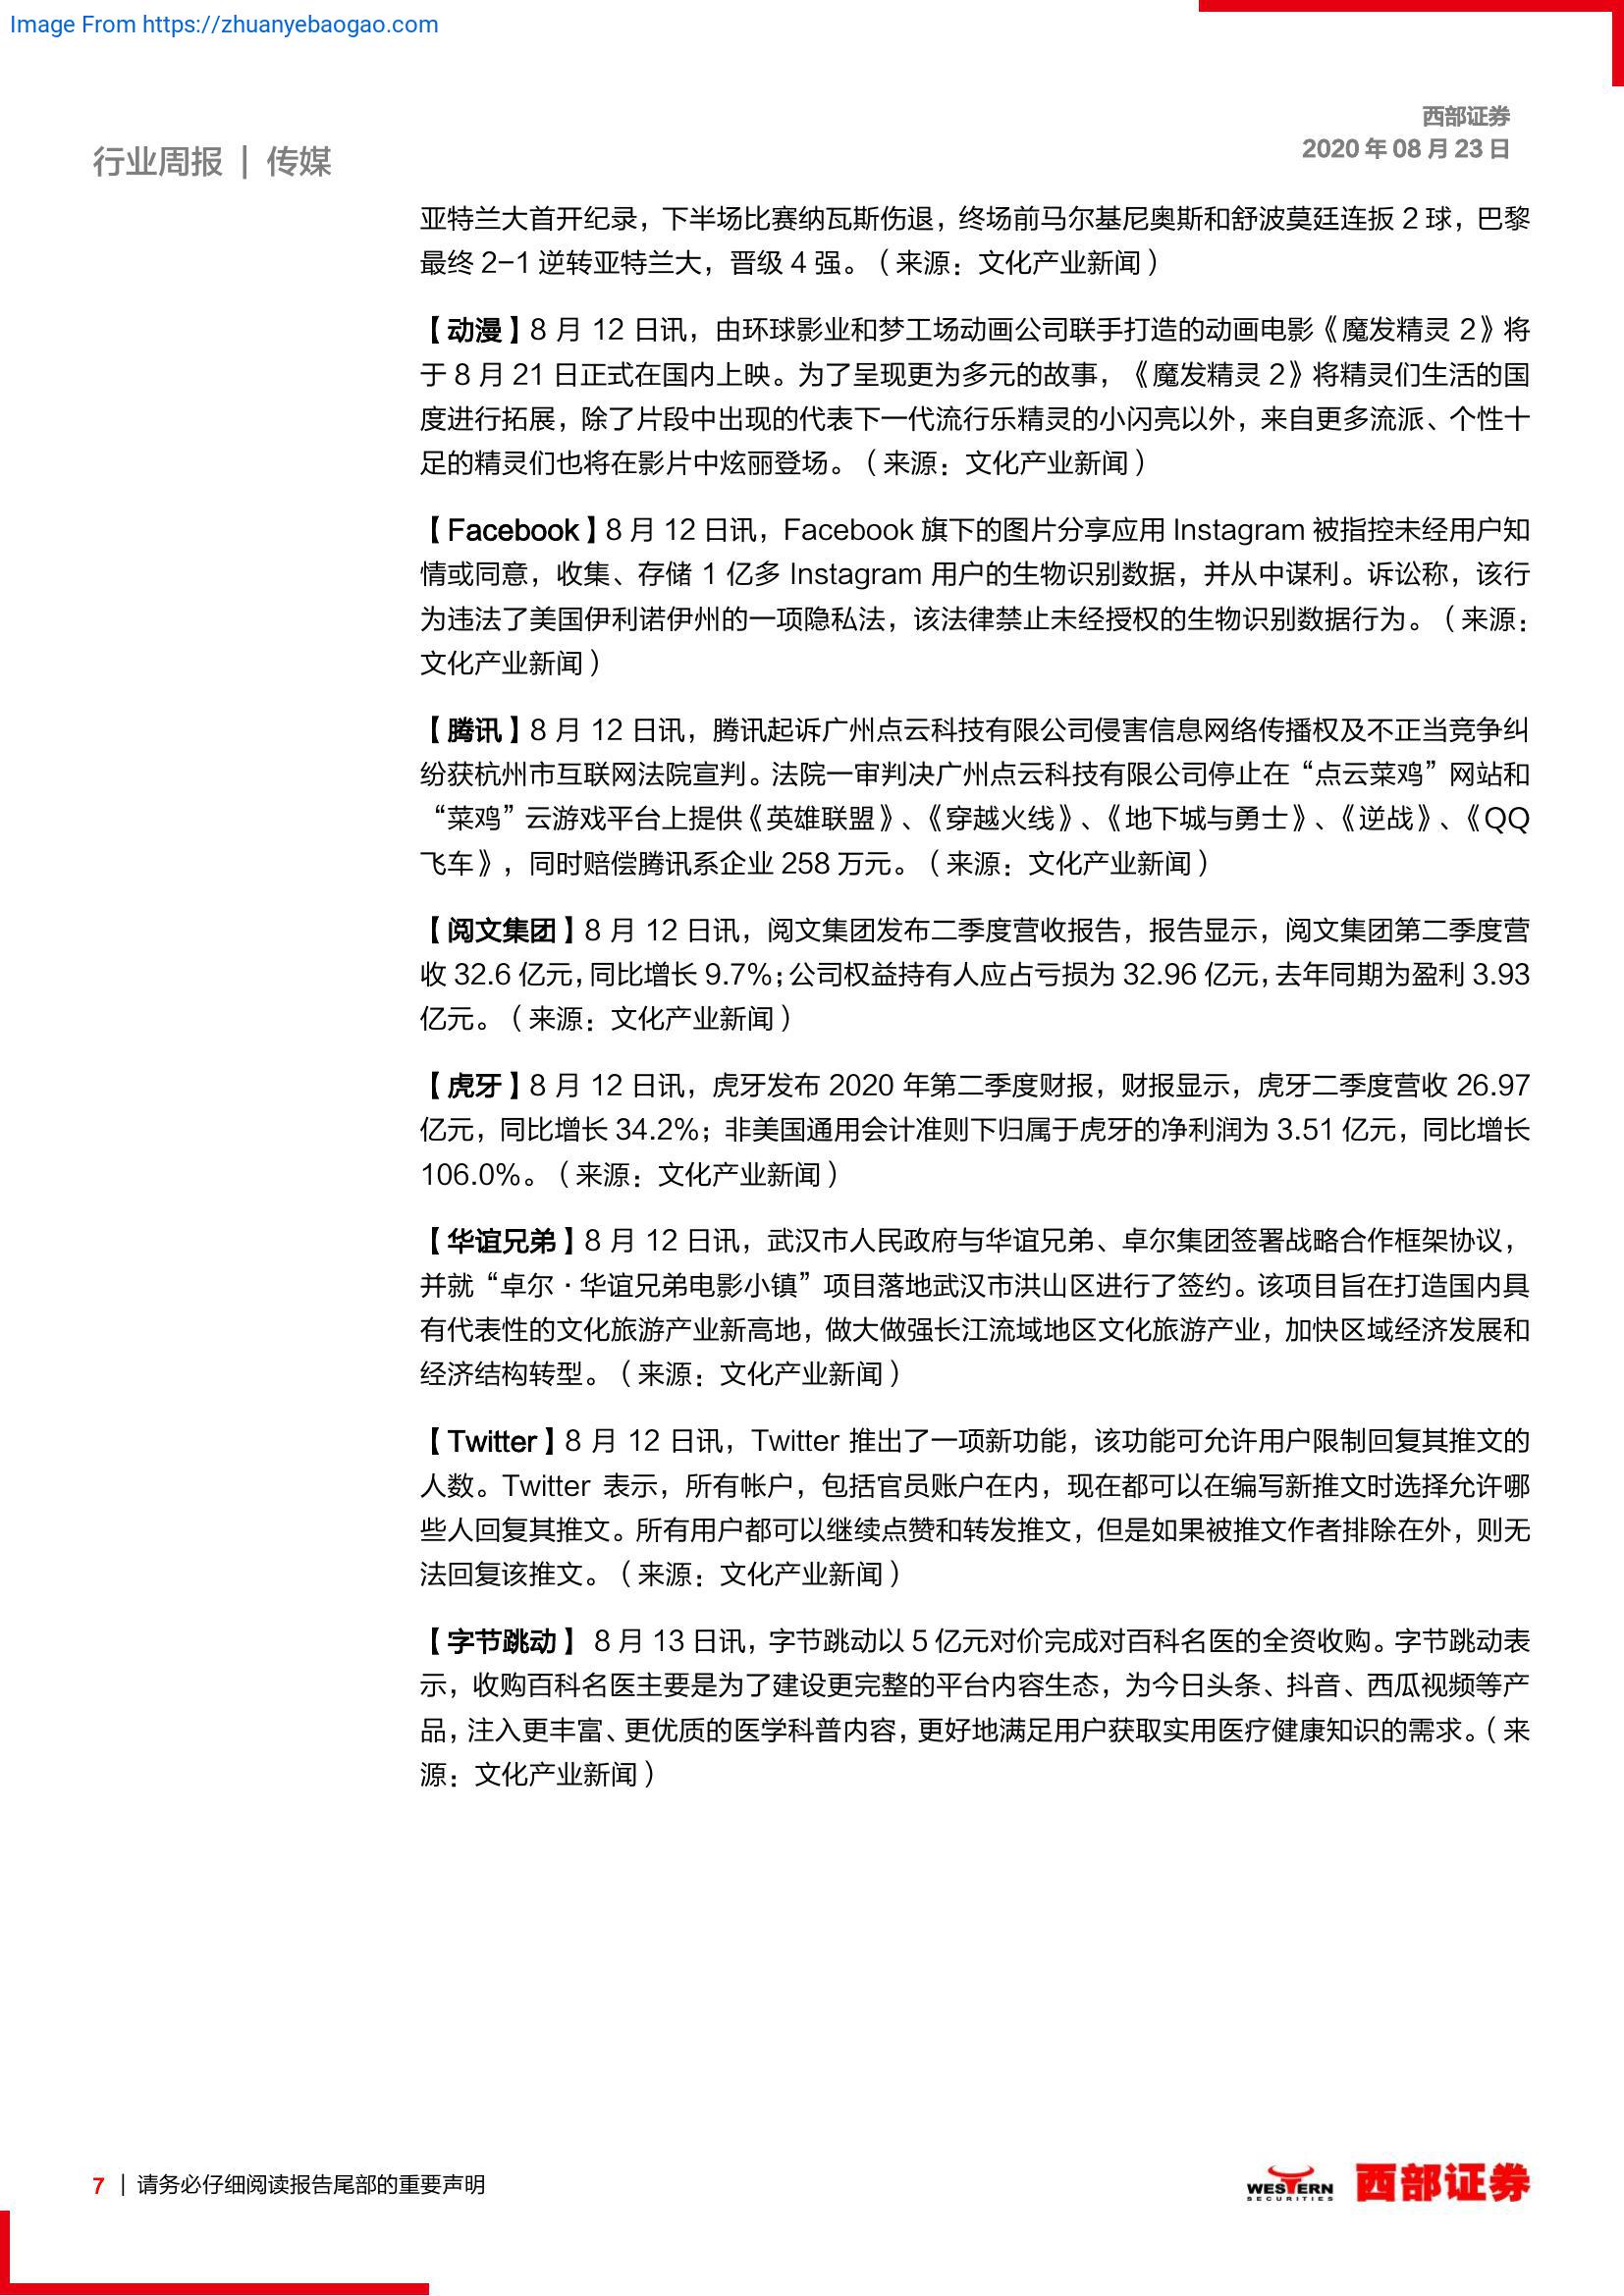 Image From https://zhuanyebaogao.com
西部证券
2020 年 08 月 23 日
行业周报 | 传媒
亚特兰大首开纪录，下半场比赛纳瓦斯伤退，终场前马尔基尼奥斯和舒波莫廷连扳 2 球，巴黎
最终 2-1 逆转亚特兰大，晋级 4 强。（来源：文化产业新闻）
【动漫】8 月 12 日讯，由环球影业和梦工场动画公司联手打造的动画电影《魔发精灵 2》将
于 8 月 21 日正式在国内上映。为了呈现更为多元的故事，《魔发精灵 2》将精灵们生活的国
度进行拓展，除了片段中出现的代表下一代流行乐精灵的小闪亮以外，来自更多流派、个性十
足的精灵们也将在影片中炫丽登场。（来源：文化产业新闻）
【Facebook】8 月 12 日讯，Facebook 旗下的图片分享应用 Instagram 被指控未经用户知
情或同意，收集、存储 1 亿多 Instagram 用户的生物识别数据，并从中谋利。诉讼称，该行
为违法了美国伊利诺伊州的一项隐私法，该法律禁止未经授权的生物识别数据行为。（来源：
文化产业新闻）
【腾讯】8 月 12 日讯，腾讯起诉广州点云科技有限公司侵害信息网络传播权及不正当竞争纠
纷获杭州市互联网法院宣判。法院一审判决广州点云科技有限公司停止在“点云菜鸡”网站和
“菜鸡”云游戏平台上提供《英雄联盟》、《穿越火线》、《地下城与勇士》、《逆战》、《QQ
飞车》，同时赔偿腾讯系企业 258 万元。（来源：文化产业新闻）
【阅文集团】8 月 12 日讯，阅文集团发布二季度营收报告，报告显示，阅文集团第二季度营
收 32.6 亿元，同比增长 9.7%；公司权益持有人应占亏损为 32.96 亿元，去年同期为盈利 3.93
亿元。（来源：文化产业新闻）
【虎牙】8 月 12 日讯，虎牙发布 2020 年第二季度财报，财报显示，虎牙二季度营收 26.97
亿元，同比增长 34.2%；非美国通用会计准则下归属于虎牙的净利润为 3.51 亿元，同比增长
106.0%。（来源：文化产业新闻）
【华谊兄弟】8 月 12 日讯，武汉市人民政府与华谊兄弟、卓尔集团签署战略合作框架协议，
并就“卓尔·华谊兄弟电影小镇”项目落地武汉市洪山区进行了签约。该项目旨在打造国内具
有代表性的文化旅游产业新高地，做大做强长江流域地区文化旅游产业，加快区域经济发展和
经济结构转型。（来源：文化产业新闻）
【Twitter】8 月 12 日讯，Twitter 推出了一项新功能，该功能可允许用户限制回复其推文的
人数。Twitter 表示，所有帐户，包括官员账户在内，现在都可以在编写新推文时选择允许哪
些人回复其推文。所有用户都可以继续点赞和转发推文，但是如果被推文作者排除在外，则无
法回复该推文。（来源：文化产业新闻）
【字节跳动】 8 月 13 日讯，字节跳动以 5 亿元对价完成对百科名医的全资收购。字节跳动表
示，收购百科名医主要是为了建设更完整的平台内容生态，为今日头条、抖音、西瓜视频等产
品，注入更丰富、更优质的医学科普内容，更好地满足用户获取实用医疗健康知识的需求。（来
源：文化产业新闻）
7 | 请务必仔细阅读报告尾部的重要声明
WESTERN
SECURITIES
西部证券